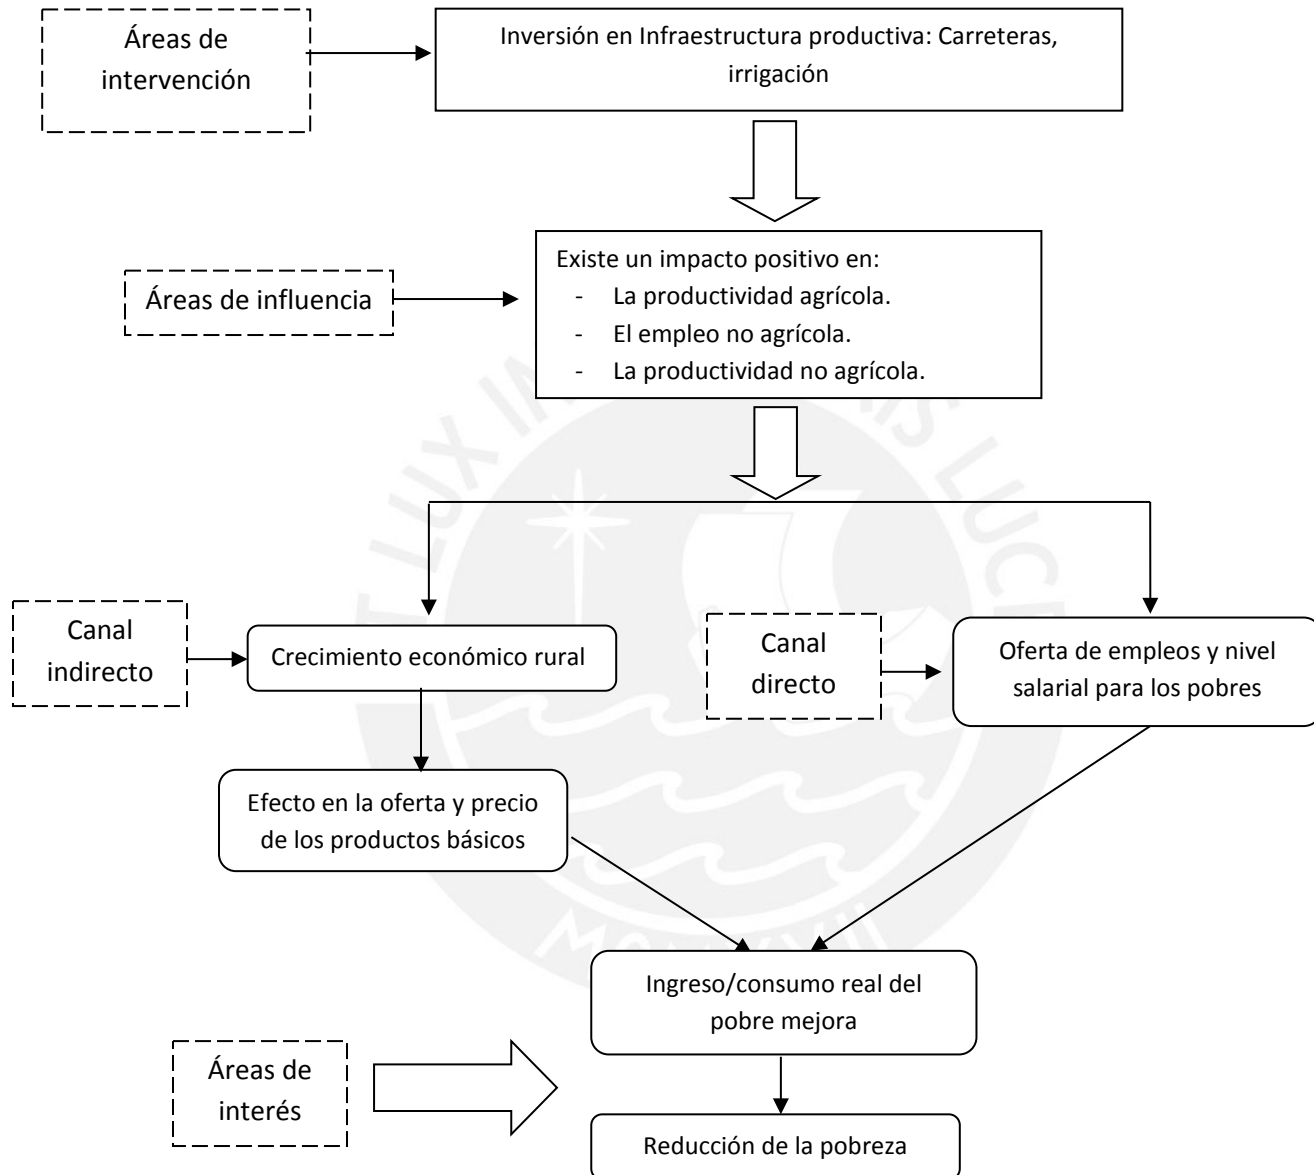 Áreas de
intervención
Inversión en Infraestructura productiva: Carreteras,
irrigación
Áreas de influencia
Existe un impacto positivo en:
- La productividad agrícola.
- El empleo no agrícola.
- La productividad no agrícola.
Canal
indirecto
Crecimiento económico rural
Canal
directo
Oferta de empleos y nivel
salarial para los pobres
Efecto en la oferta y precio
de los productos básicos
Ingreso/consumo real del
pobre mejora
Áreas de
interés
Reducción de la pobreza